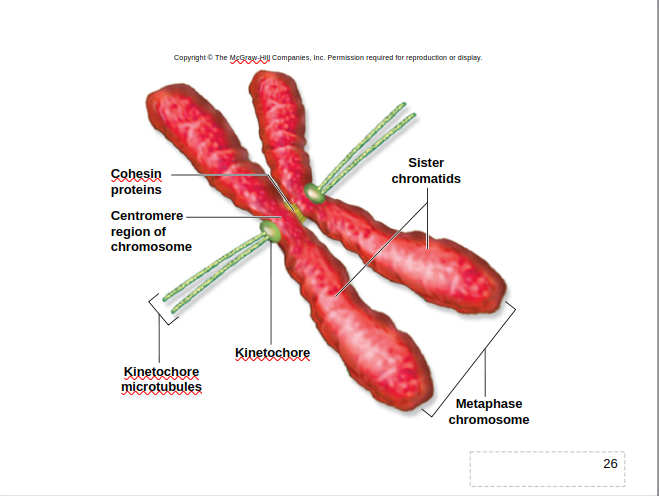 Copyright © The McGraw-Hill Companies, Inc. Permission required for reproduction or display.
Sister
chromatids
Cohesin
proteins
Centromere
region of
chromosome
Kinetochore
Kinetochore
microtubules
Metaphase
chromosome
26